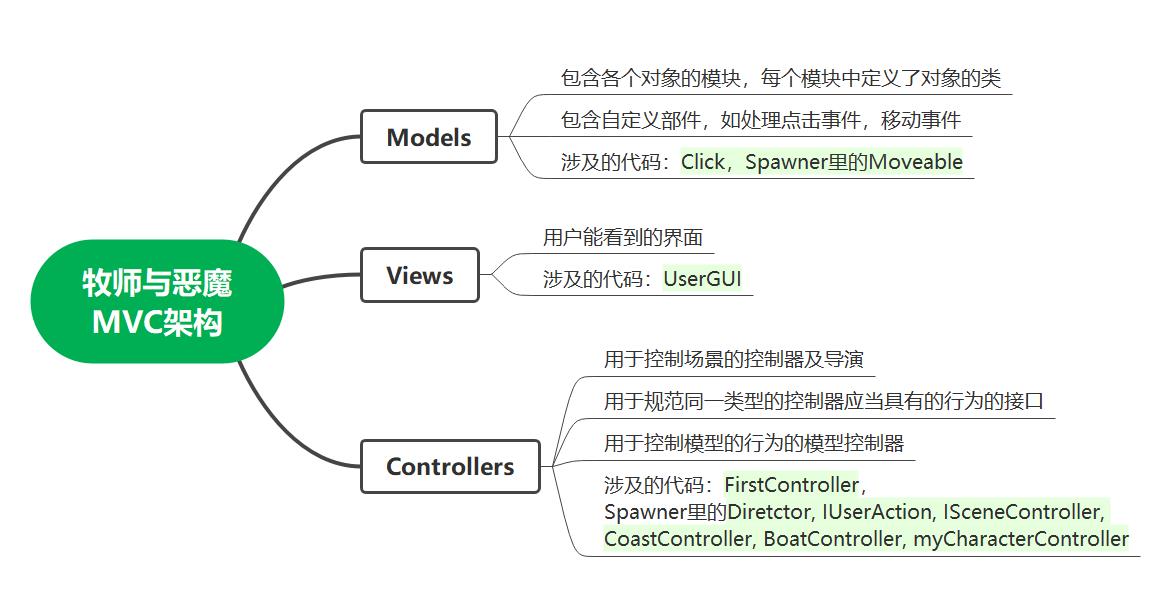 牧师与恶魔
MVC架构
Models
包含各个对象的模块，每个模块中定义了对象的类
包含自定义部件，如处理点击事件，移动事件
涉及的代码：Click，Spawner里的Moveable
Views
用户能看到的界面
涉及的代码：UserGUI
Controllers
用于控制场景的控制器及导演
用于规范同一类型的控制器应当具有的行为的接口
用于控制模型的行为的模型控制器
涉及的代码：FirstController，
Spawner里的Diretctor, IUserAction, ISceneController,
CoastController, BoatController, myCharacterController